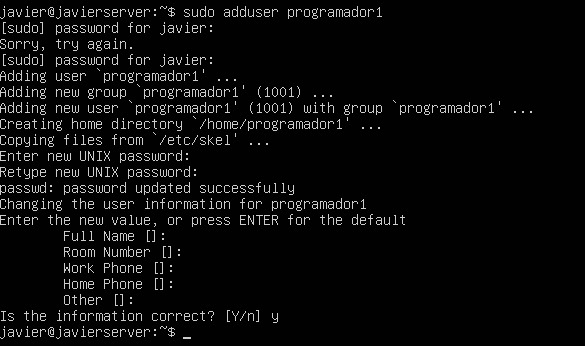 javier@javierserver:~$ sudo adduser programador1
[sudo] password for javier:
Sorry, try again.
[sudo] password for javier:
Adding user `programador1' ...
Adding new group `programador1' (1001) ...
Adding new user `programador1' (1001) with group `programador1' ...
Creating home directory `/home/programador1' ...
Copying files from `/etc/skel' ...
Enter new UNIX password:
Retype new UNIX password:
passwd: password updated successfully
Changing the user information for programador1
Enter the new value, or press ENTER for the default
Full Name []:
Room Number []:
Work Phone []:
Home Phone []:
Other []:
Is the information correct? [Y/n] y
javier@javierserver:~$ _